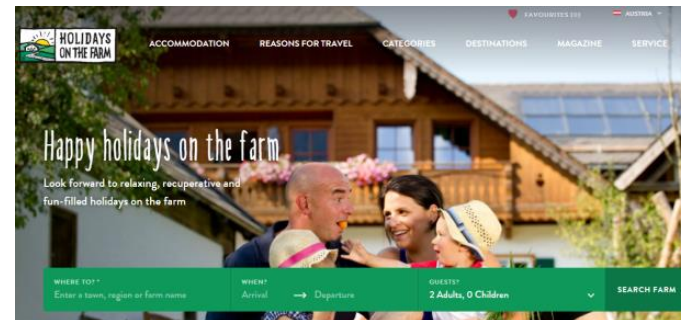 FAVOURITES (0)
AUSTRIA
HOLIDAYS
ON THE FARM
ACCOMMODATION
REASONS FOR TRAVEL
CATEGORIES
DESTINATIONS
MAGAZINE
SERVICE
Happy holidays on the farm
Look forward to relaxing, recuperative and
fun-filled holidays on the farm
WHERE TO? *
Enter a town, region or farm name
WHEN?
Arrival → Departure
GUESTS?
2 Adults, 0 Children
SEARCH FARM